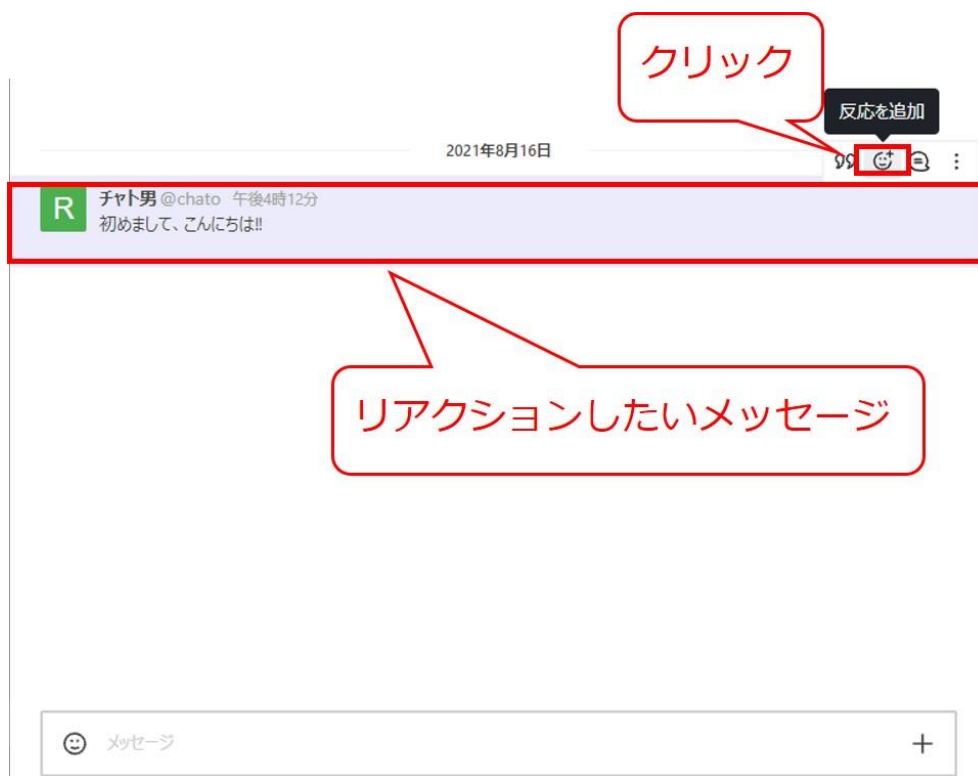 クリック
反応を追加
2021年8月16日
R
チャト男 @chato 午後4時12分
初めまして、こんにちは!!
リアクションしたいメッセージ
メッセージ